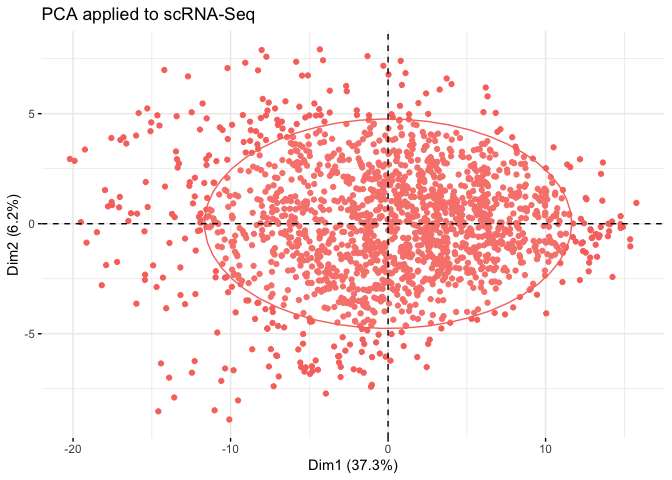 PCA applied to scRNA-Seq
5
0
-5
Dim2 (6.2%)
-20
-10
0
10
Dim1 (37.3%)